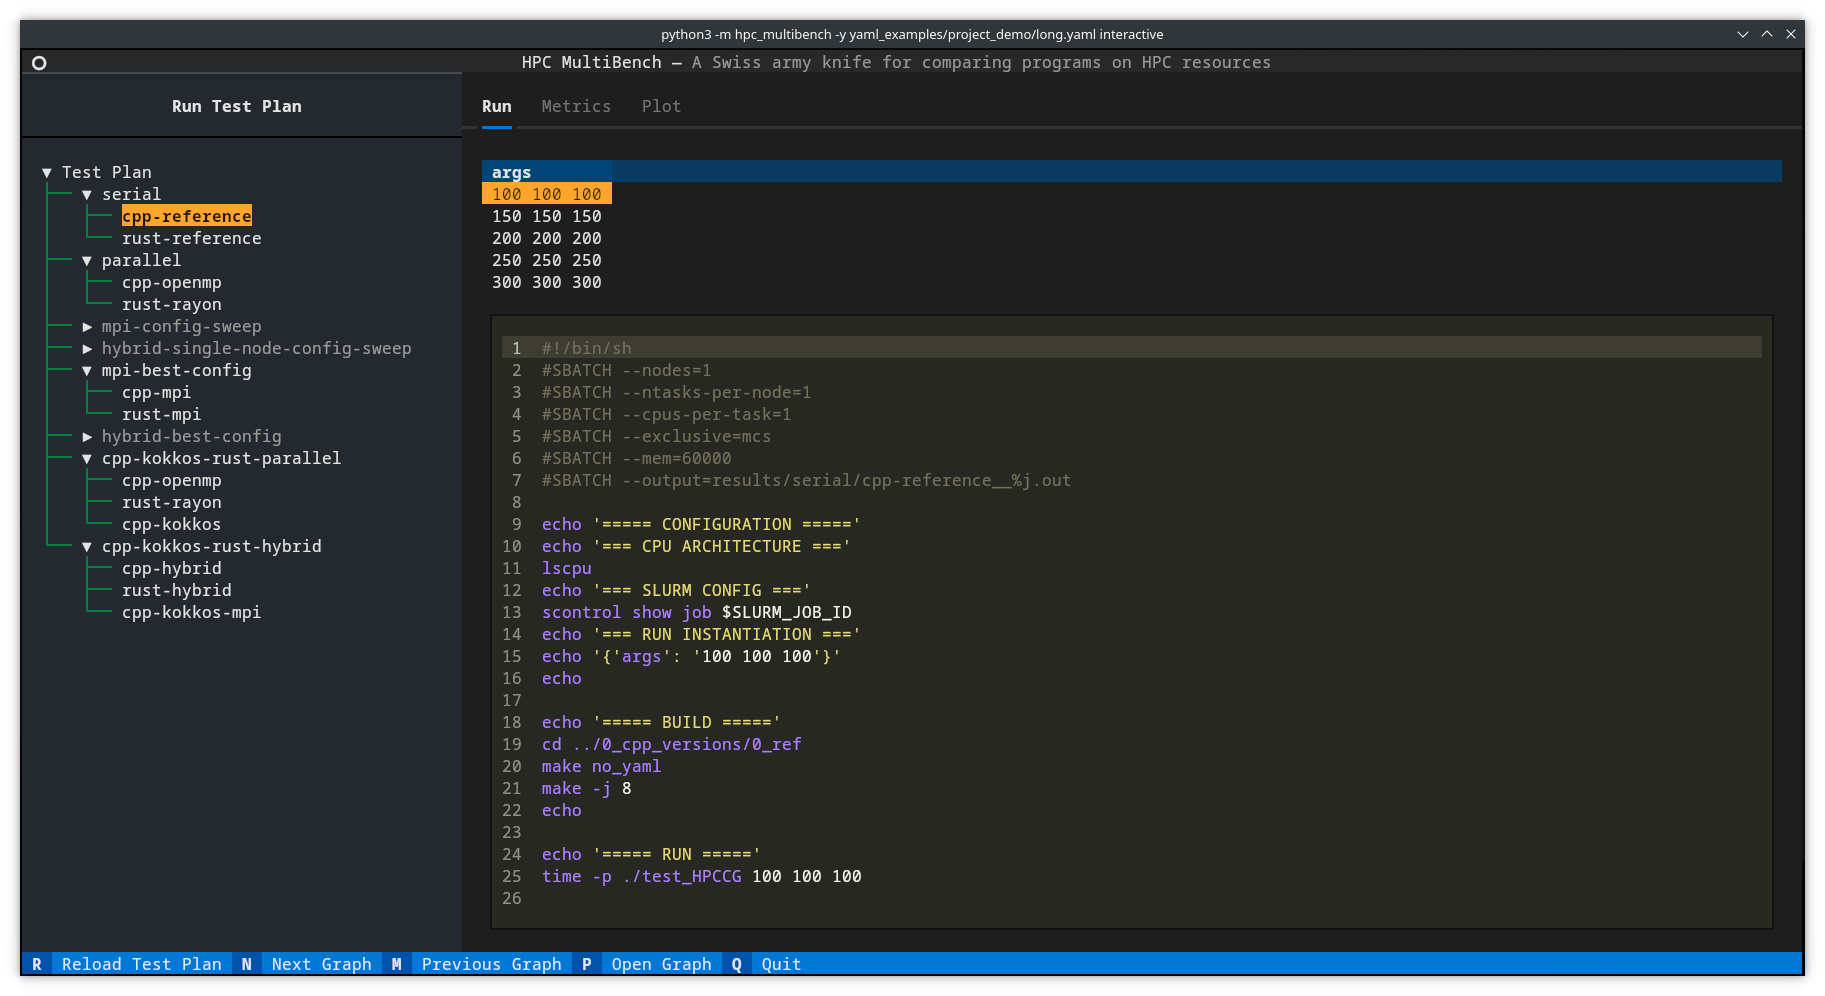 python3 -m hpc_multibench -y yaml_examples/project_demo/long.yaml interactive
HPC MultiBench — A Swiss army knife for comparing programs on HPC resources
Run Test Plan
▼ Test Plan
▼ serial
cpp-reference
rust-reference
▼ parallel
cpp-openmp
rust-rayon
▶ mpi-config-sweep
▶ hybrid-single-node-config-sweep
▼ mpi-best-config
cpp-mpi
rust-mpi
▶ hybrid-best-config
▼ cpp-kokkos-rust-parallel
cpp-openmp
rust-rayon
cpp-kokkos
▼ cpp-kokkos-rust-hybrid
cpp-hybrid
rust-hybrid
cpp-kokkos-mpi
Run Metrics Plot
args
100 100 100
150 150 150
200 200 200
250 250 250
300 300 300
1 #!/bin/sh
2 #SBATCH --nodes=1
3 #SBATCH --ntasks-per-node=1
4 #SBATCH --cpus-per-task=1
5 #SBATCH --exclusive=mcs
6 #SBATCH --mem=60000
7 #SBATCH --output=results/serial/cpp-reference__%j.out
8
9 echo '===== CONFIGURATION ====='
10 echo '=== CPU ARCHITECTURE ==='
11 lscpu
12 echo '=== SLURM CONFIG ==='
13 scontrol show job $SLURM_JOB_ID
14 echo '=== RUN INSTANTIATION ==='
15 echo '{'args': '100 100 100'}'
16 echo
17
18 echo '===== BUILD ====='
19 cd ../0_cpp_versions/0_ref
20 make no_yaml
21 make -j 8
22 echo
23
24 echo '===== RUN ====='
25 time -p ./test_HPCCG 100 100 100
26
R Reload Test Plan N Next Graph M Previous Graph P Open Graph Q Quit